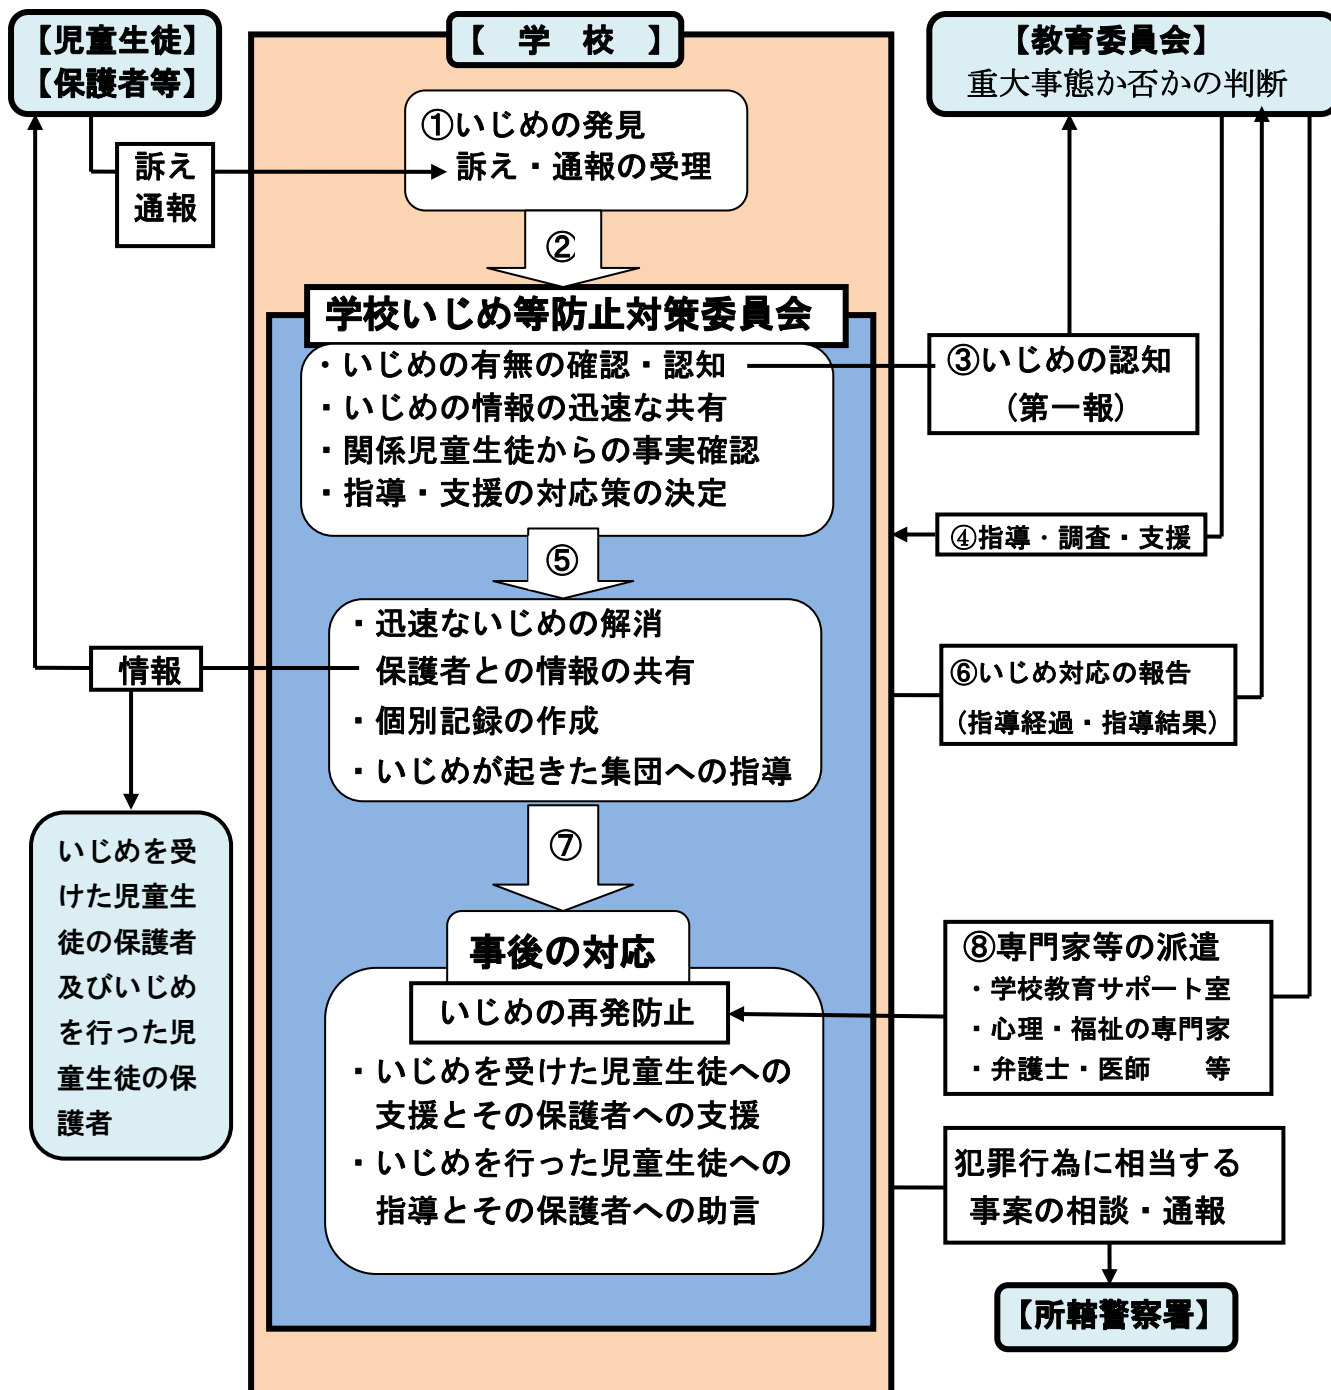 【児童生徒】
【保護者等】
訴え
通報
【　学　校　】
①いじめの発見
訴え・通報の受理
②
学校いじめ等防止対策委員会
・いじめの有無の確認・認知
・いじめの情報の迅速な共有
・関係児童生徒からの事実確認
・指導・支援の対応策の決定
⑤
・迅速ないじめの解消
保護者との情報の共有
・個別記録の作成
・いじめが起きた集団への指導
⑦
事後の対応
いじめの再発防止
・いじめを受けた児童生徒への
支援とその保護者への支援
・いじめを行った児童生徒への
指導とその保護者への助言
情報
いじめを受
けた児童生
徒の保護者
及びいじめ
を行った児
童生徒の保
護者
【教育委員会】
重大事態か否かの判断
③いじめの認知
（第一報）
④指導・調査・支援
⑥いじめ対応の報告
（指導経過・指導結果）
⑧専門家等の派遣
・学校教育サポート室
・心理・福祉の専門家
・弁護士・医師　　等
犯罪行為に相当する
事案の相談・通報
【所轄警察署】